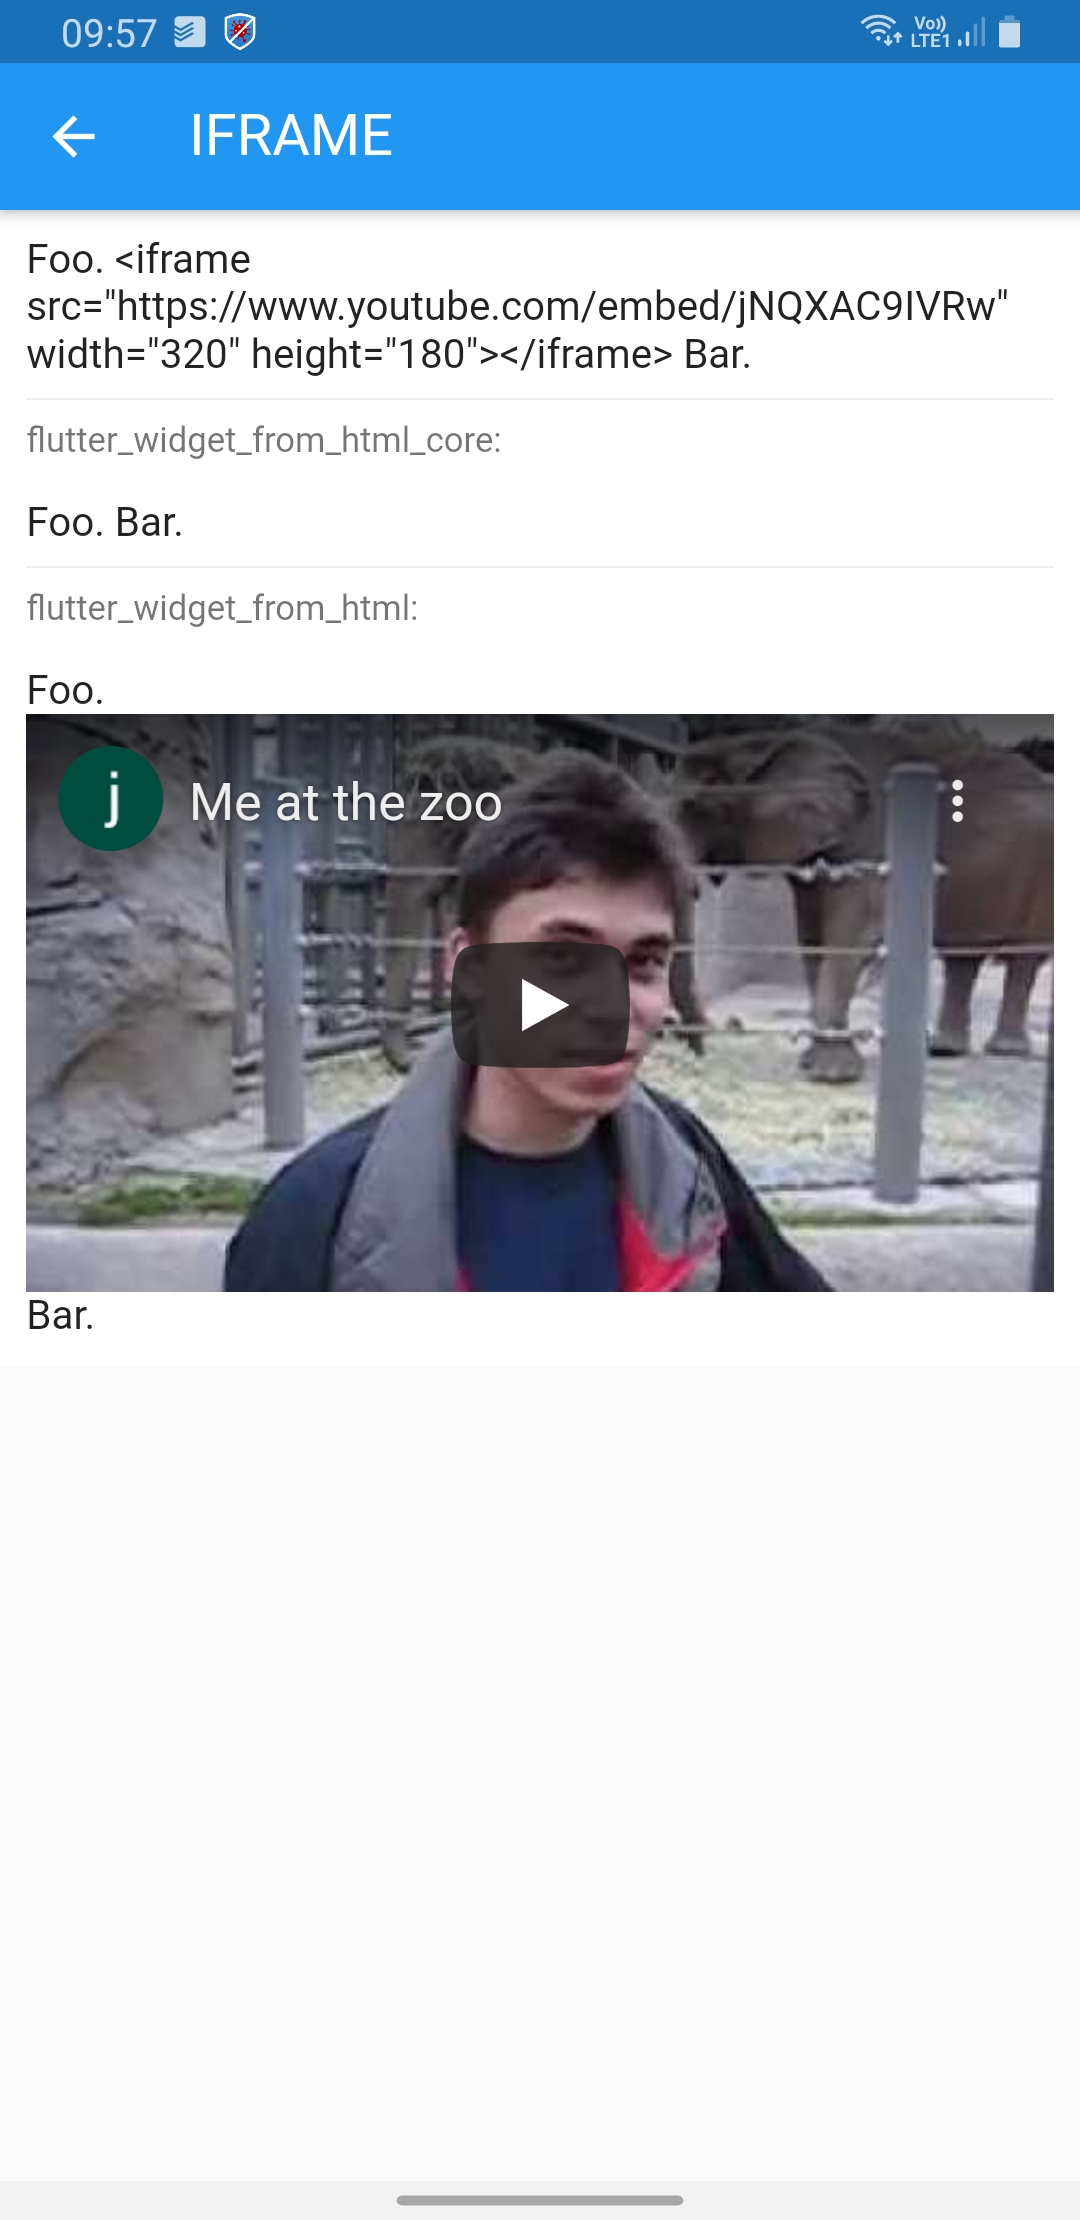 09:57
Vo))
LTE1
IFRAME
Foo. <iframe
src="https://www.youtube.com/embed/jNQXAC9IVRw"
width="320" height="180"></iframe> Bar.
flutter_widget_from_html_core:
Foo. Bar.
flutter_widget_from_html:
Foo.
j
Me at the zoo
Bar.